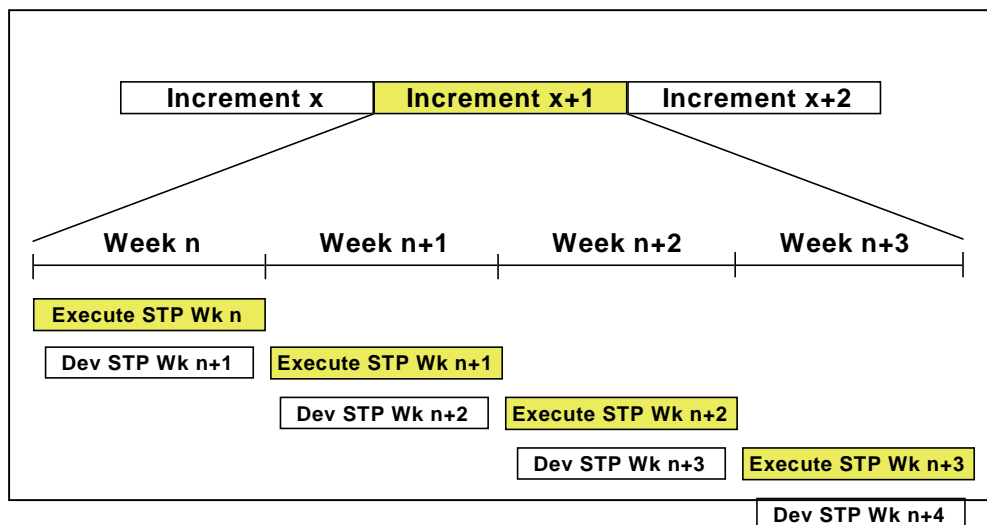 Increment x Increment x+1 Increment x+2
Week n Week n+1 Week n+2 Week n+3
Execute STP Wk n
Dev STP Wk n+1 Execute STP Wk n+1
Dev STP Wk n+2 Execute STP Wk n+2
Dev STP Wk n+3 Execute STP Wk n+3
Dev STP Wk n+4